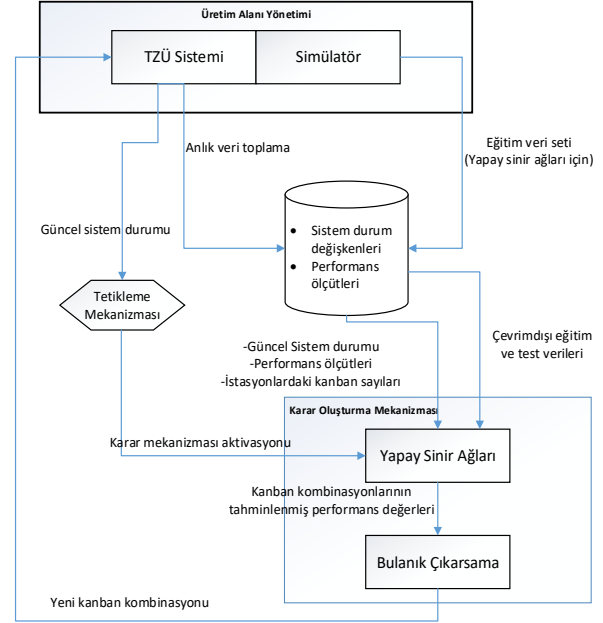 Üretim Alanı Yönetimi
TZÜ Sistemi
Simülatör
Anlık veri toplama
Eğitim veri seti
(Yapay sinir ağları için)
• Sistem durum
değişkenleri
• Performans
ölçütleri
Güncel sistem durumu
Tetikleme
Mekanizması
-Güncel Sistem durumu
-Performans ölçütleri
-İstasyonlardaki kanban sayıları
Çevrimdışı eğitim
ve test verileri
Karar Oluşturma Mekanizması
Karar mekanizması aktivasyonu
Yapay Sinir Ağları
Kanban kombinasyonlarının
tahminlenmiş performans değerleri
Bulanık Çıkarsama
Yeni kanban kombinasyonu